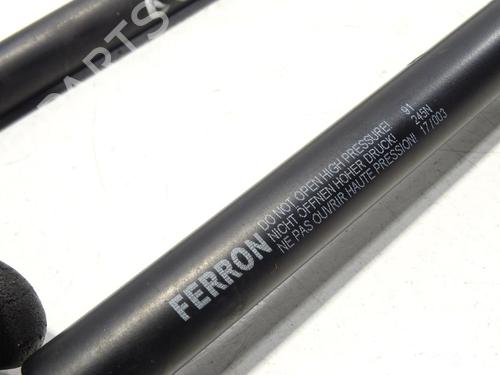 FERRON
DO NOT OPEN HIGH PRESSURE! 91
NICHT ÖFFNEN HOHER DRUCK! 245N
NE PAS OUVRIR HAUTE PRESSION! 17/003
PARTS